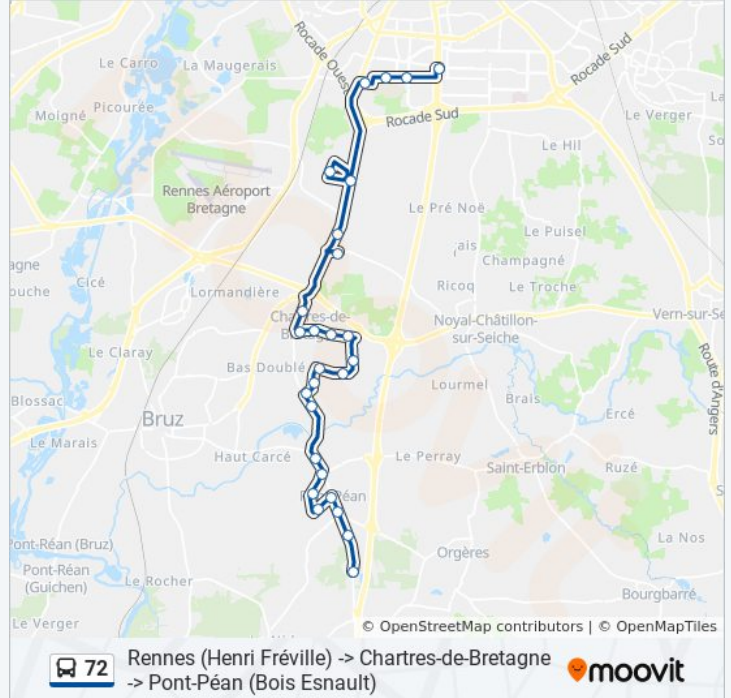 Le Carro
La Maugerais
Rocade Ouest
Rocade Sud
Moigné
Picourée
Rocade Sud
Le Verger
La
Le Hil
So
Rennes Aéroport
Bretagne
Le Pré Noë
Le Puisel
,ais
Champagné
agne
Cicé
ouche
Lormandière
Ricoq
Le Troche
Chartres-de-
Noyal-Châtillon-
sur-Seiche
Vern-sur-Se
Le Claray
Bas Doublé
Route d'Angers
Lourmel
Blossac
Brais
Bruz
Ercé
Le Marais
Haut Carcé
Le Perray
Saint-Erblon
Ruzé
S
Péan
Pont-Réan (Bruz)
La Nos
Orgères
Pont-Réan
(Guichen)
Le Rocher
Bourgbarré
Le Verger
© OpenStreetMap contributors | © OpenMapTiles
72
Rennes (Henri Fréville) -> Chartres-de-Bretagne
-> Pont-Péan (Bois Esnault)
moovit